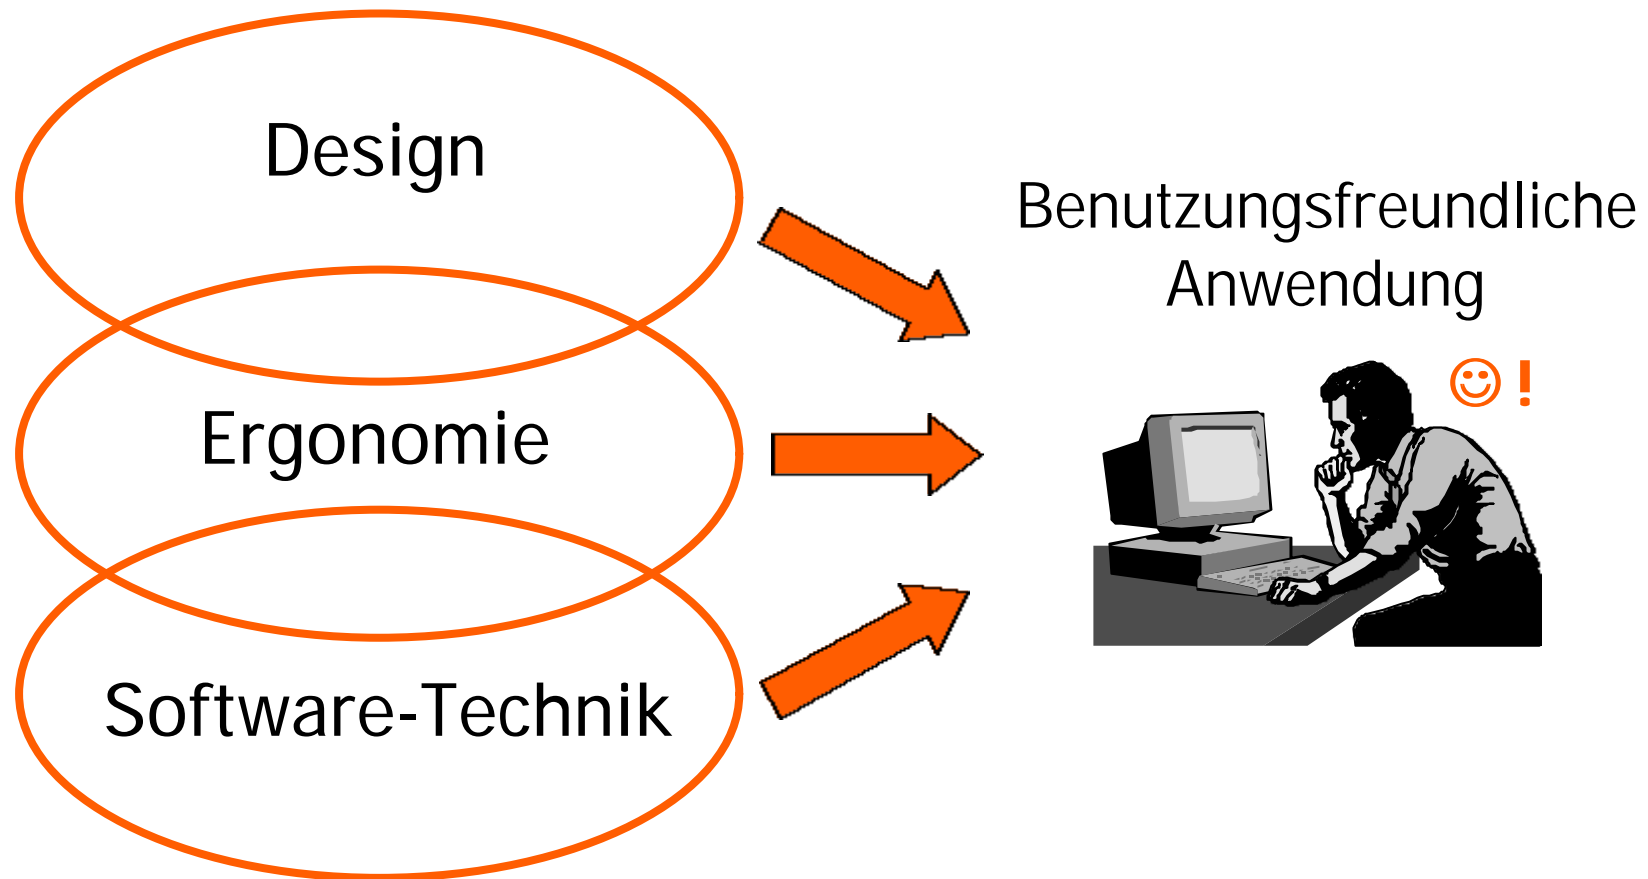 Design
Ergonomie
Software-Technik
Benutzungsfreundliche
Anwendung
☺!